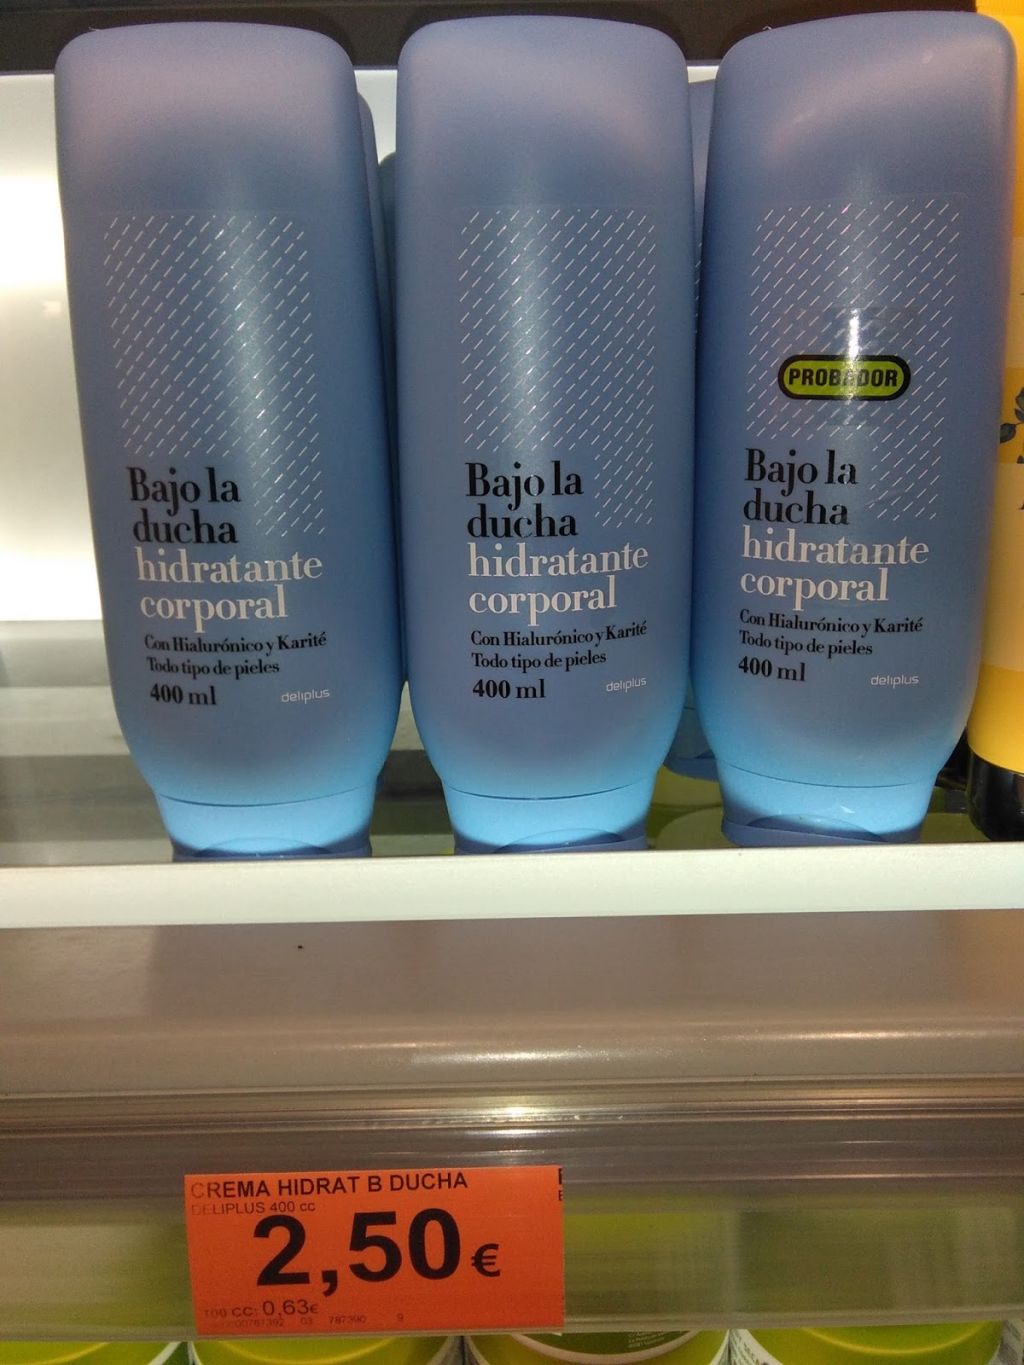 Bajo la
ducha
hidratante
corporal
Con Hialurónico y Karité
Todo tipo de pieles
400 ml
deliplus
Bajo la
ducha
hidratante
corporal
Con Hialurónico y Karité
Todo tipo de pieles
400 ml
deliplus
PROBADOR
Bajo la
ducha
hidratante
corporal
Con Hialurónico y Karité
Todo tipo de pieles
400 ml
deliplus
CREMA HIDRAT B DUCHA
DELIPLUS 400 cc
2,50€
100 CC: 0,63€
03 787390 9